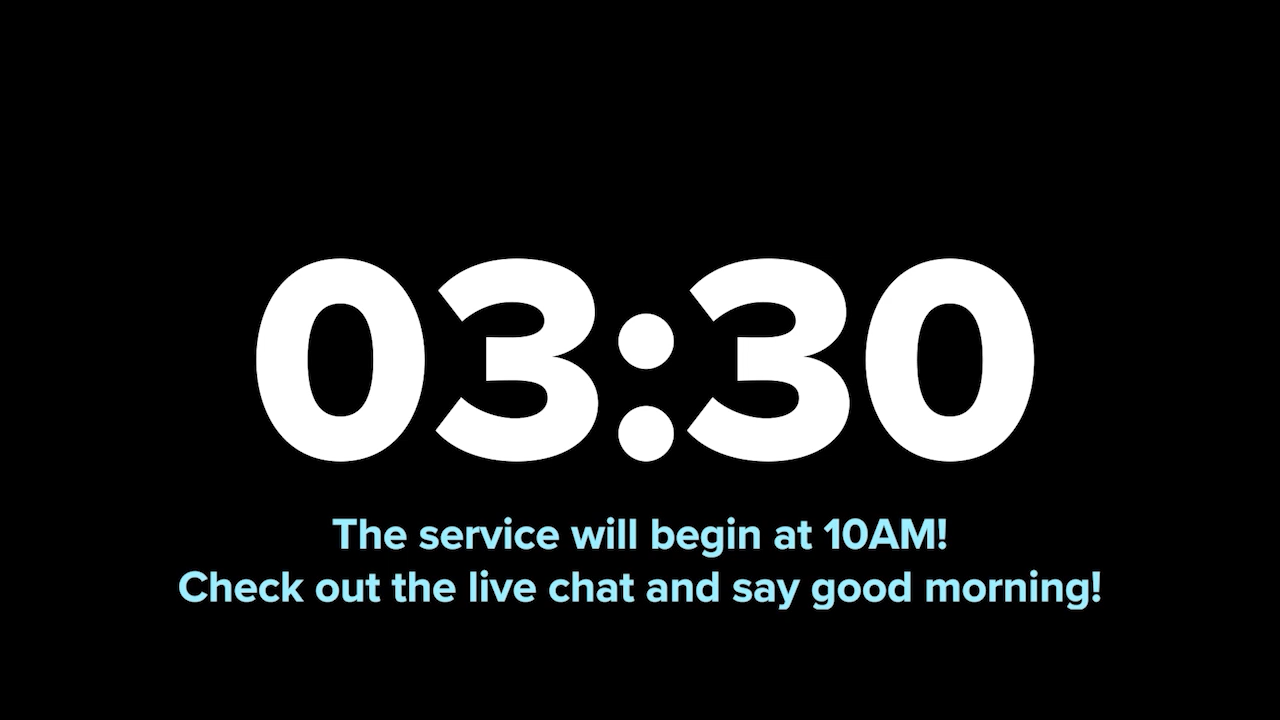 03:30
The service will begin at 10AM!
Check out the live chat and say good morning!